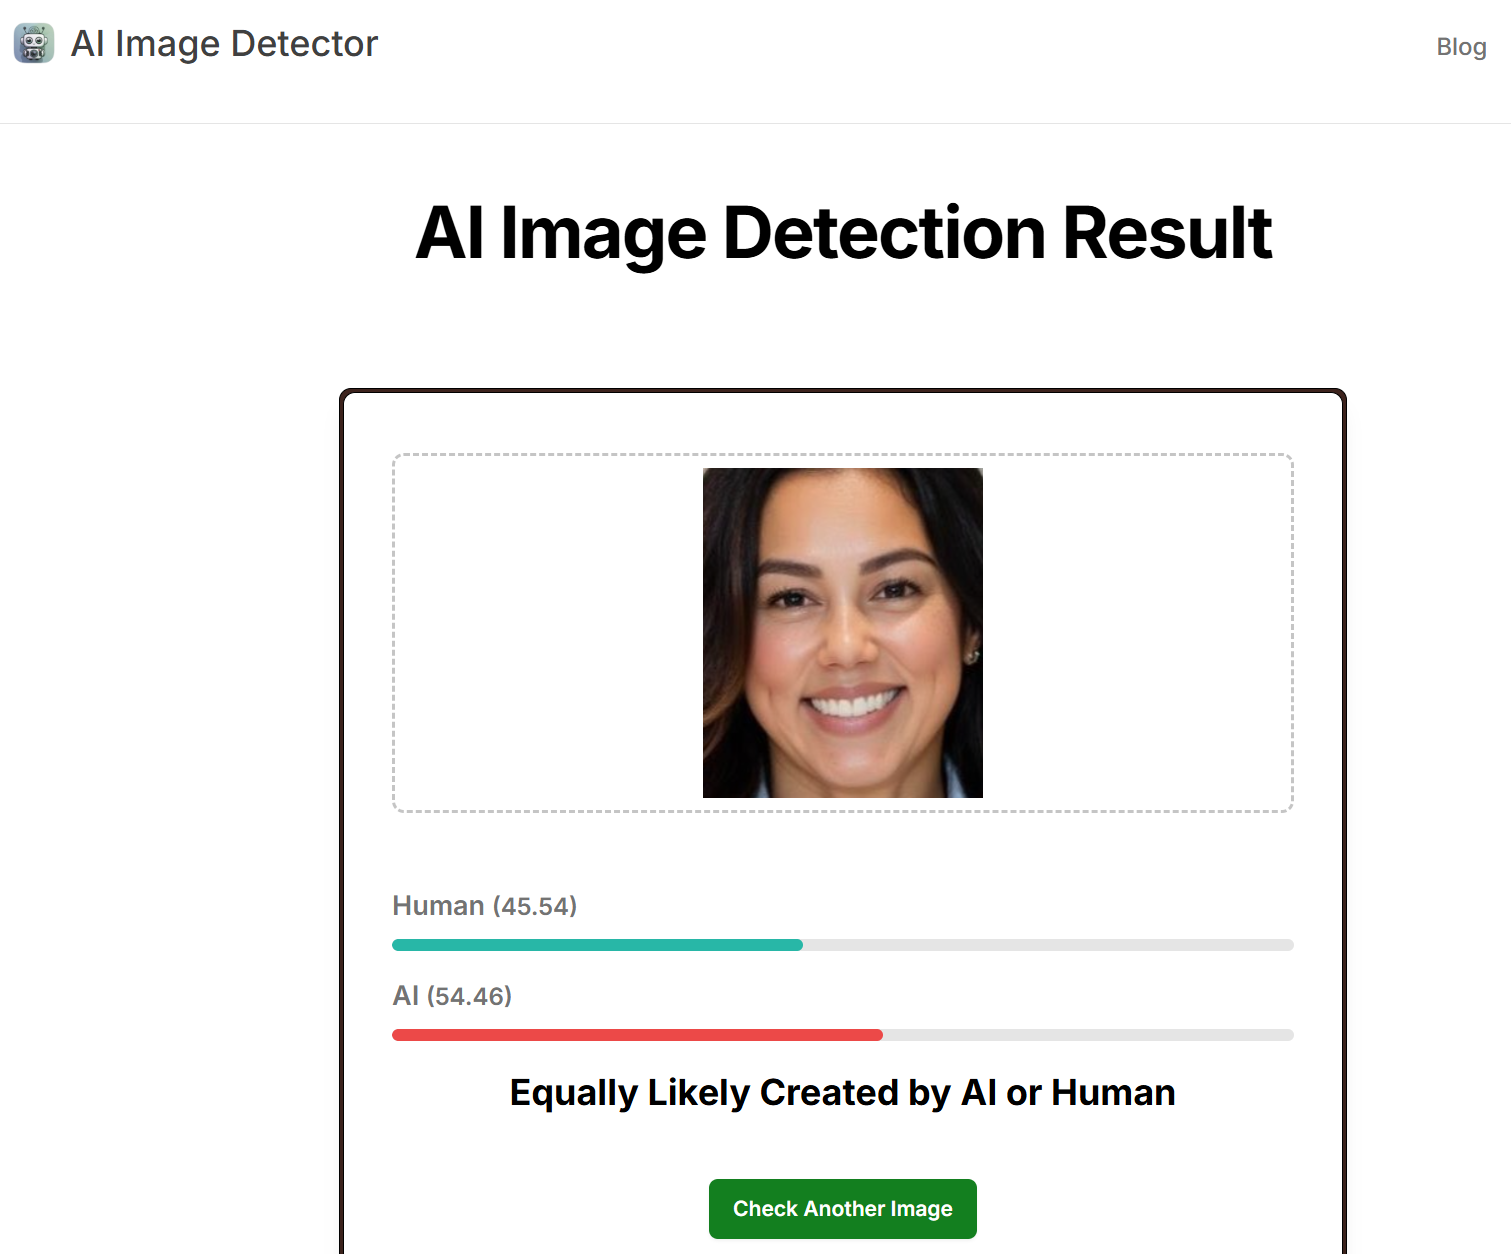 AI Image Detector
Blog
AI Image Detection Result
Human (45.54)
AI (54.46)
Equally Likely Created by AI or Human
Check Another Image